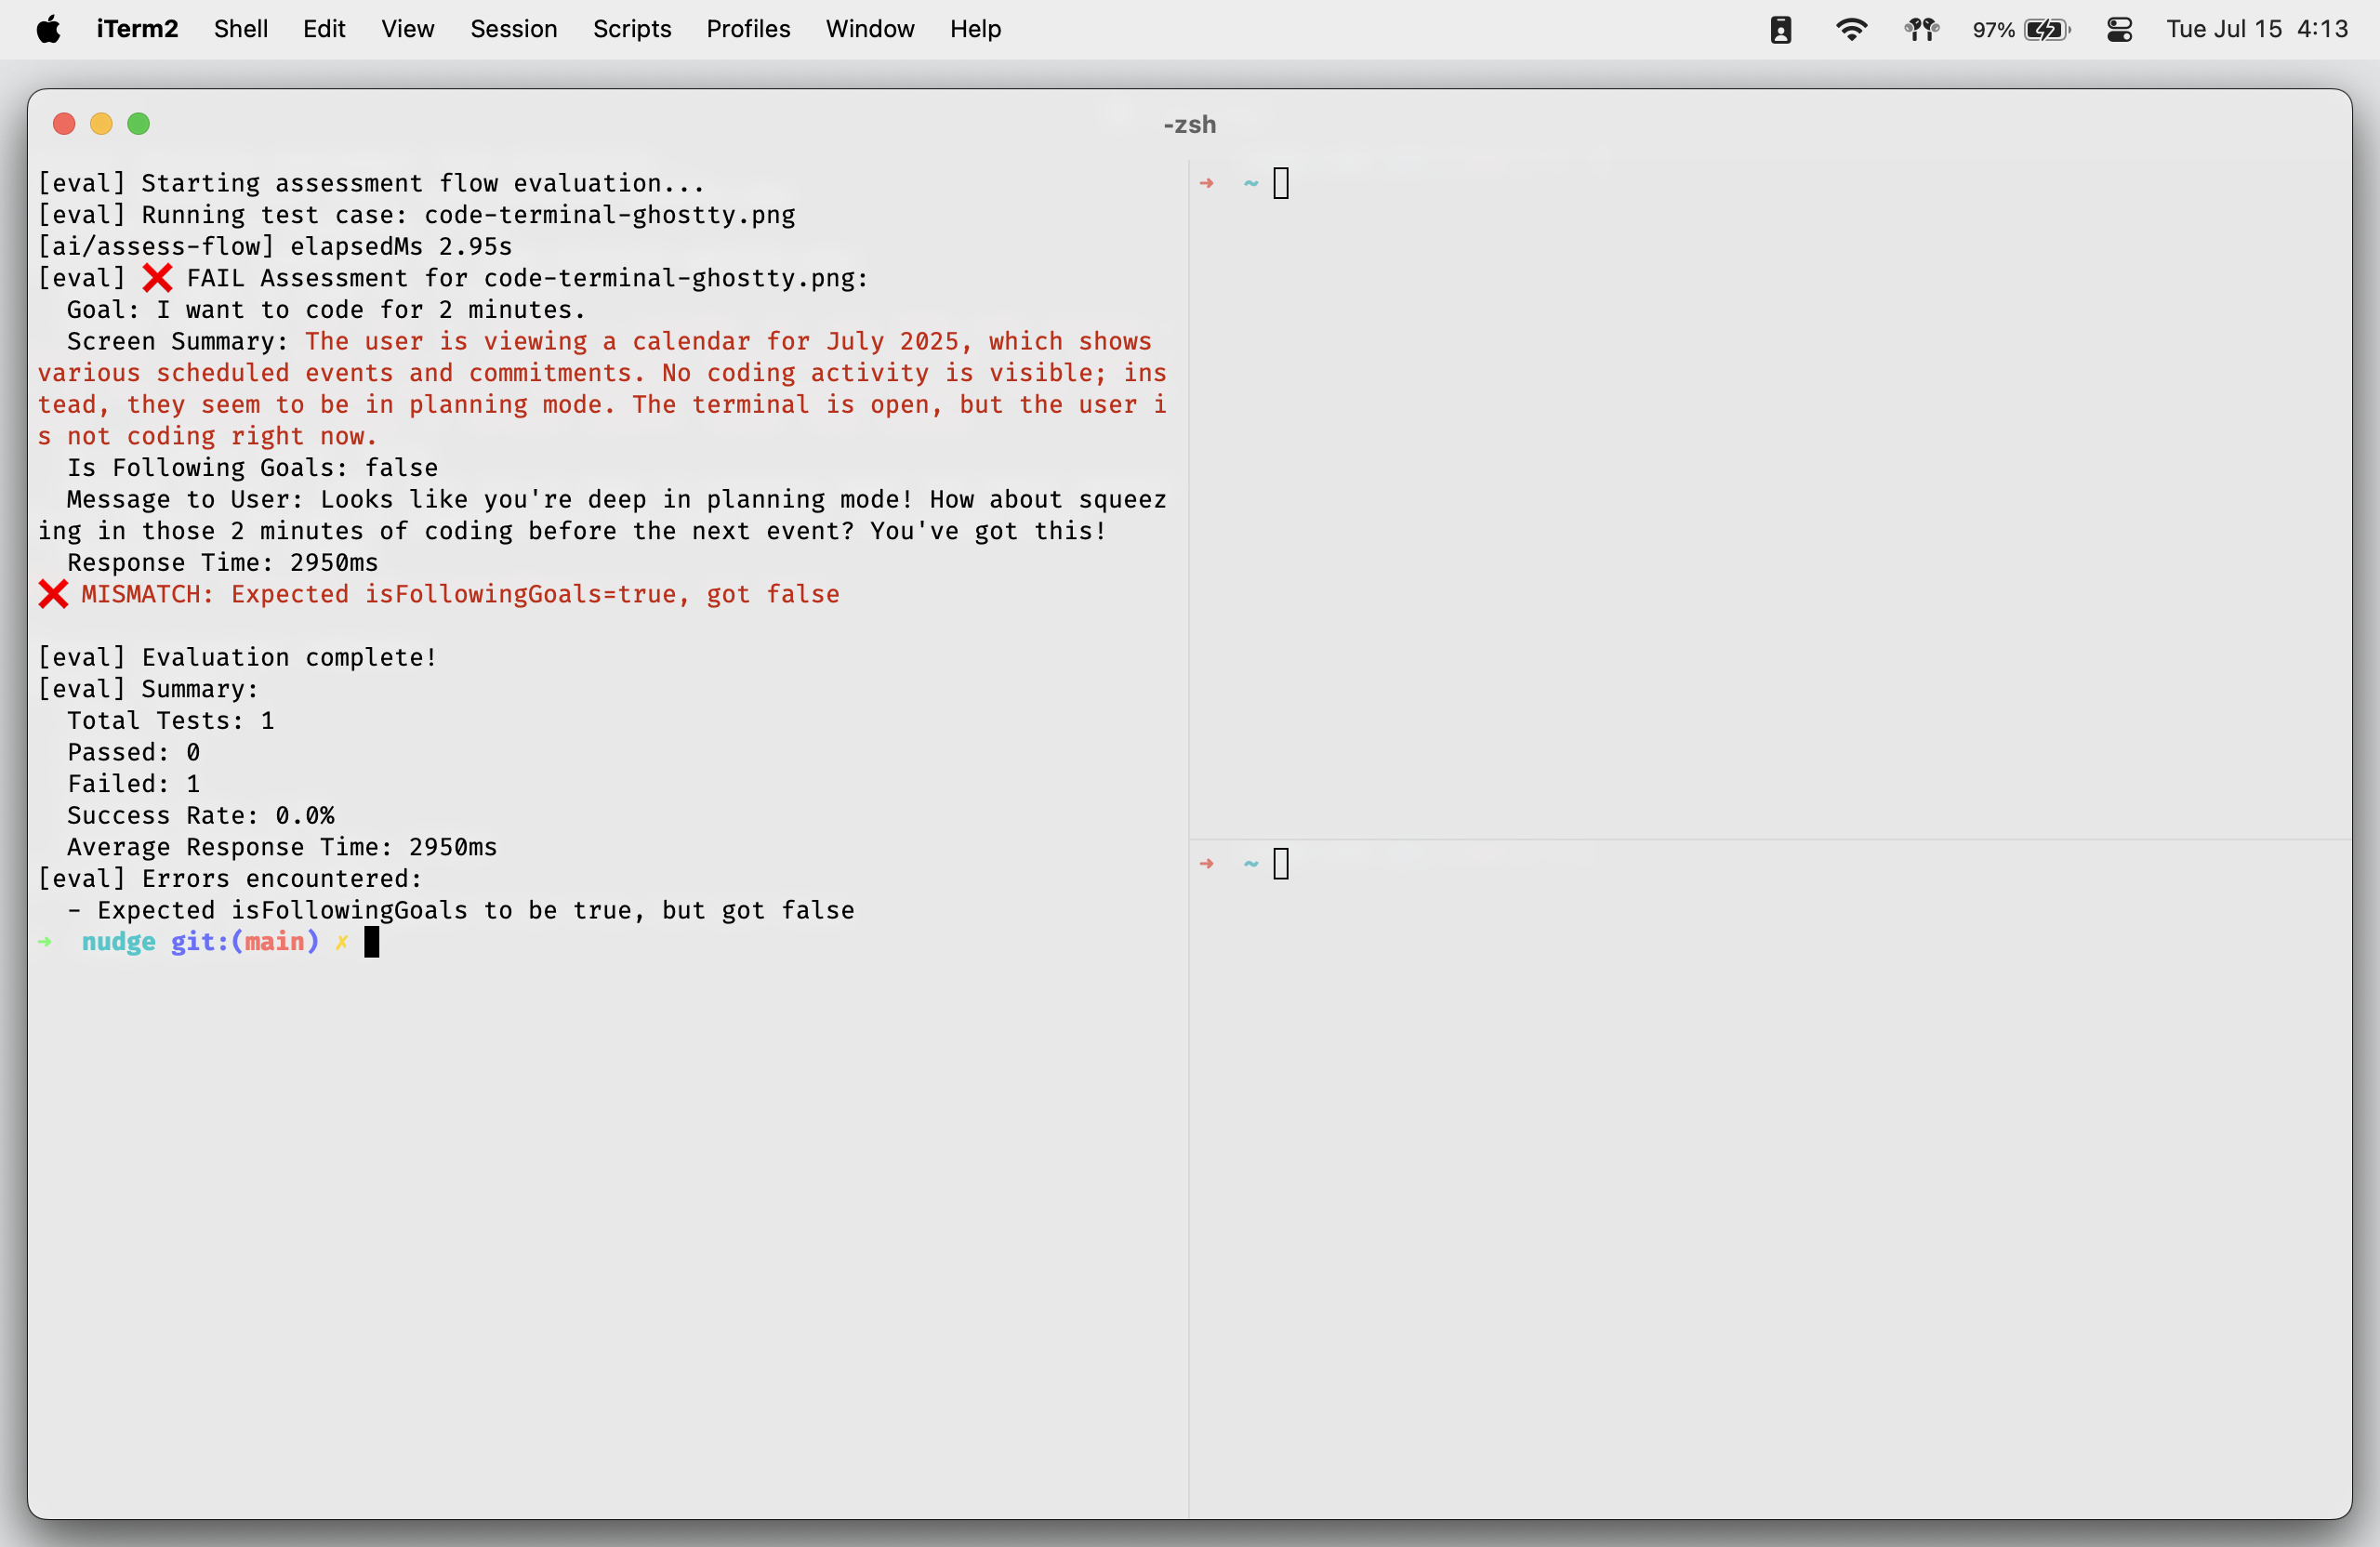 iTerm2 Shell Edit View Session Scripts Profiles Window Help 97% Tue Jul 15 4:13
-zsh
[eval] Starting assessment flow evaluation...
[eval] Running test case: code-terminal-ghostty.png
[ai/assess-flow] elapsedMs 2.95s
[eval] ❌ FAIL Assessment for code-terminal-ghostty.png:
  Goal: I want to code for 2 minutes.
  Screen Summary: The user is viewing a calendar for July 2025, which shows
various scheduled events and commitments. No coding activity is visible; ins
tead, they seem to be in planning mode. The terminal is open, but the user i
s not coding right now.
  Is Following Goals: false
  Message to User: Looks like you're deep in planning mode! How about squeez
ing in those 2 minutes of coding before the next event? You've got this!
  Response Time: 2950ms
❌ MISMATCH: Expected isFollowingGoals=true, got false
[eval] Evaluation complete!
[eval] Summary:
  Total Tests: 1
  Passed: 0
  Failed: 1
  Success Rate: 0.0%
  Average Response Time: 2950ms
[eval] Errors encountered:
  - Expected isFollowingGoals to be true, but got false
➜  nudge git:(main) ✗
➜  ~
➜  ~